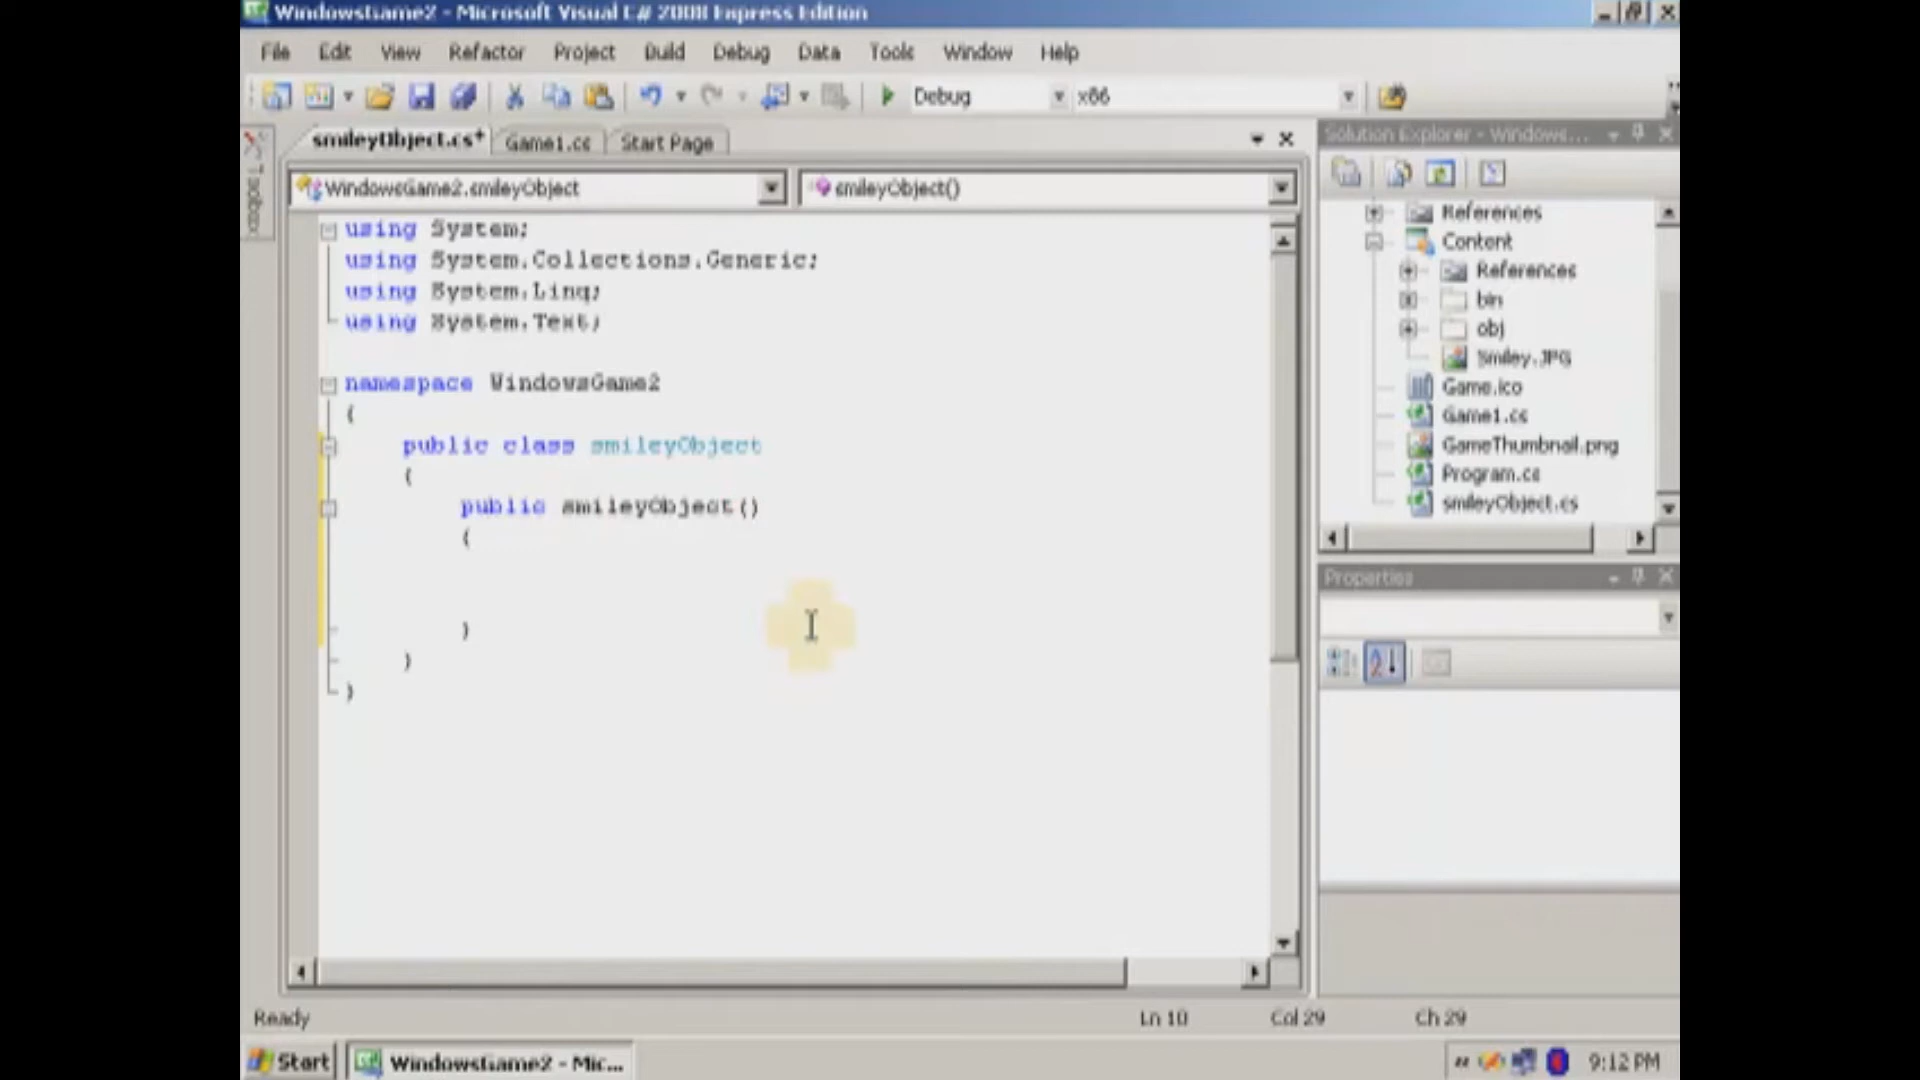 WindowsGame2 - Microsoft Visual C# 2008 Express Edition
File Edit View Refactor Project Build Debug Data Tools Window Help
Debug x86
smileyObject.cs* Game1.cs Start Page
Solution Explorer - Windows...
Toolbox
WindowsGame2.smileyObject smileyObject()
using System;
using System.Collections.Generic;
using System.Linq;
using System.Text;
namespace WindowsGame2
{
public class smileyObject
{
public smileyObject()
{
}
}
}
References
Content
References
bin
obj
Smiley.JPG
Game.ico
Game1.cs
GameThumbnail.png
Program.cs
smileyObject.cs
Properties
Ready Ln 10 Col 29 Ch 29
Start WindowsGame2 - Mic... 9:12 PM